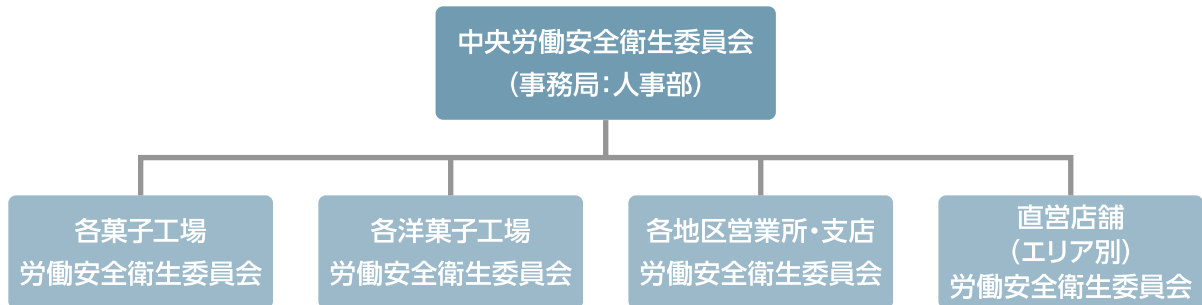 中央労働安全衛生委員会
（事務局：人事部）
各菓子工場
労働安全衛生委員会
各洋菓子工場
労働安全衛生委員会
各地区営業所・支店
労働安全衛生委員会
直営店舗
（エリア別）
労働安全衛生委員会